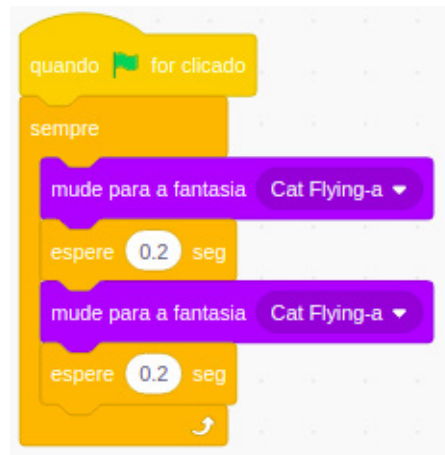 quando for clicado
sempre
mude para a fantasia Cat Flying-a
espere 0.2 seg
mude para a fantasia Cat Flying-a
espere 0.2 seg